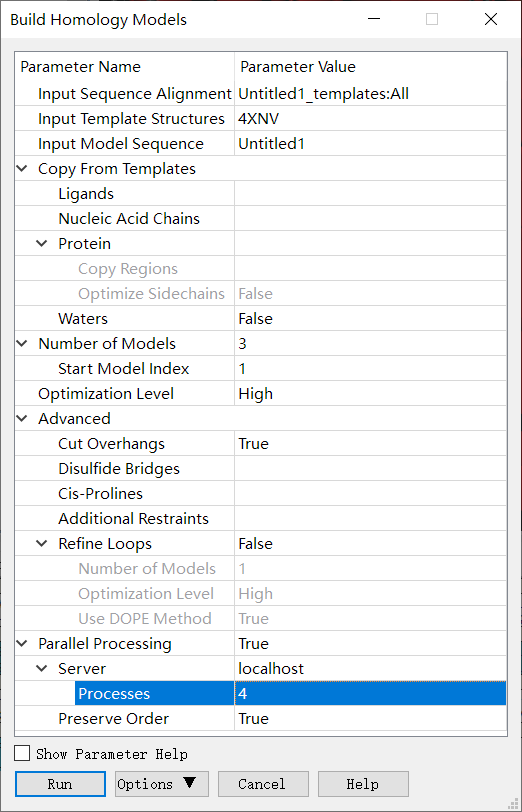 Build Homology Models
Parameter Name Parameter Value
Input Sequence Alignment Untitled1_templates:All
Input Template Structures 4XNV
Input Model Sequence Untitled1
Copy From Templates
Ligands
Nucleic Acid Chains
Protein
Copy Regions
Optimize Sidechains False
Waters False
Number of Models 3
Start Model Index 1
Optimization Level High
Advanced
Cut Overhangs True
Disulfide Bridges
Cis-Prolines
Additional Restraints
Refine Loops False
Number of Models 1
Optimization Level High
Use DOPE Method True
Parallel Processing True
Server localhost
Processes 4
Preserve Order True
Show Parameter Help
Run Options ▼ Cancel Help